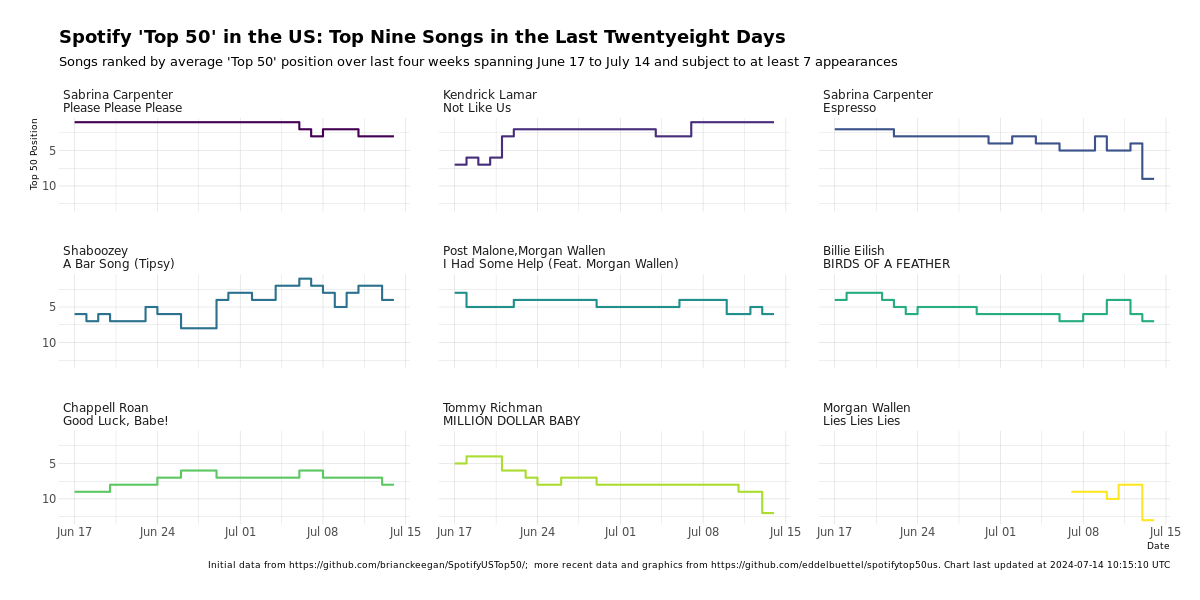 Spotify 'Top 50' in the US: Top Nine Songs in the Last Twentyeight Days
Songs ranked by average 'Top 50' position over last four weeks spanning June 17 to July 14 and subject to at least 7 appearances
Sabrina Carpenter
Please Please Please
Kendrick Lamar
Not Like Us
Sabrina Carpenter
Espresso
Top 50 Position
5
10
Shaboozey
A Bar Song (Tipsy)
Post Malone,Morgan Wallen
I Had Some Help (Feat. Morgan Wallen)
Billie Eilish
BIRDS OF A FEATHER
5
10
Chappell Roan
Good Luck, Babe!
Tommy Richman
MILLION DOLLAR BABY
Morgan Wallen
Lies Lies Lies
5
10
Jun 17 Jun 24 Jul 01 Jul 08 Jul 15 Jun 17 Jun 24 Jul 01 Jul 08 Jul 15 Jun 17 Jun 24 Jul 01 Jul 08 Jul 15
Date
Initial data from https://github.com/brianckeegan/SpotifyUSTop50/;  more recent data and graphics from https://github.com/eddelbuettel/spotifytop50us. Chart last updated at 2024-07-14 10:15:10 UTC